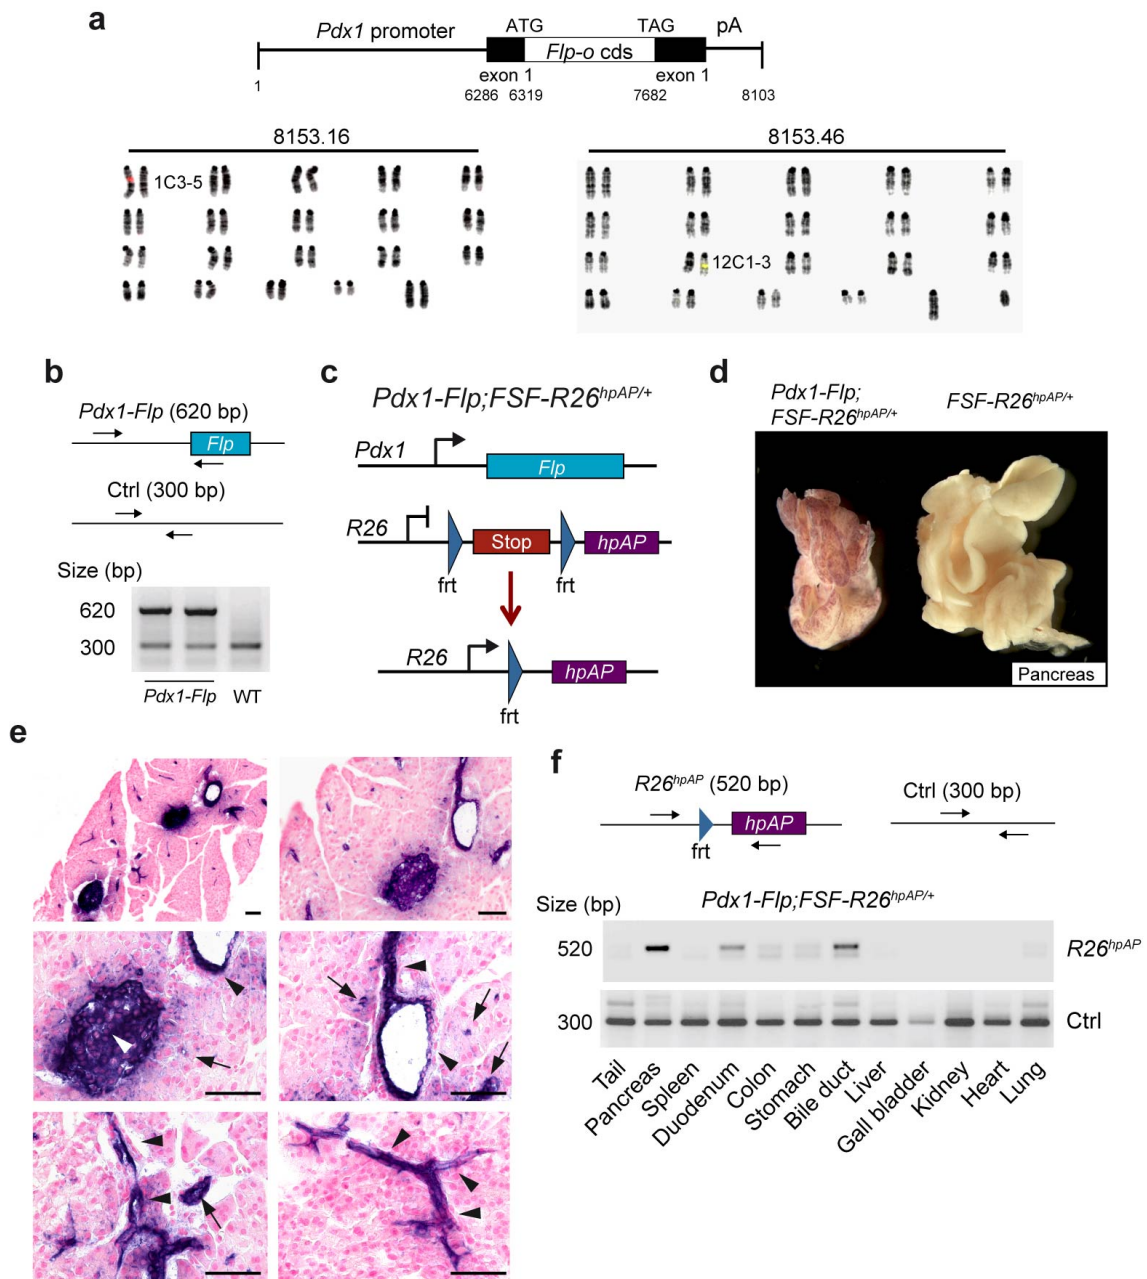 a
ATG TAG
Pdx1 promoter Flp-o cds pA
exon 1 exon 1
1 6286 6319 7682 8103
8153.16 8153.46
1C3-5
12C1-3
b
Pdx1-Flp (620 bp)
Flp
Ctrl (300 bp)
Size (bp)
620
300
Pdx1-Flp WT
c
Pdx1-Flp;FSF-R26hpAP/+
Pdx1
Flp
R26
Stop hpAP
frt frt
R26
hpAP
frt
d
Pdx1-Flp;
FSF-R26hpAP/+ FSF-R26hpAP/+
Pancreas
e
f
R26hpAP (520 bp) Ctrl (300 bp)
hpAP
frt
Size (bp) Pdx1-Flp;FSF-R26hpAP/+
520 R26hpAP
300 Ctrl
Tail Pancreas Spleen Duodenum Colon Stomach Bile duct Liver Gall bladder Kidney Heart Lung